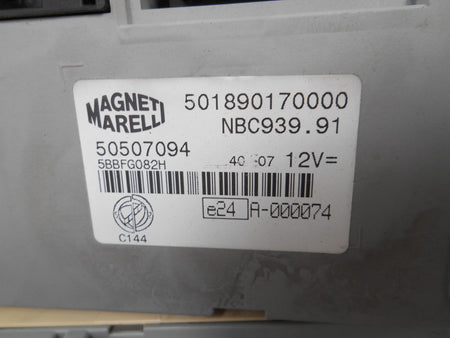 MAGNETI MARELLI 501890170000
NBC939.91
50507094
5BBFG082H 40 07 12V=
e24 A-000074
C144